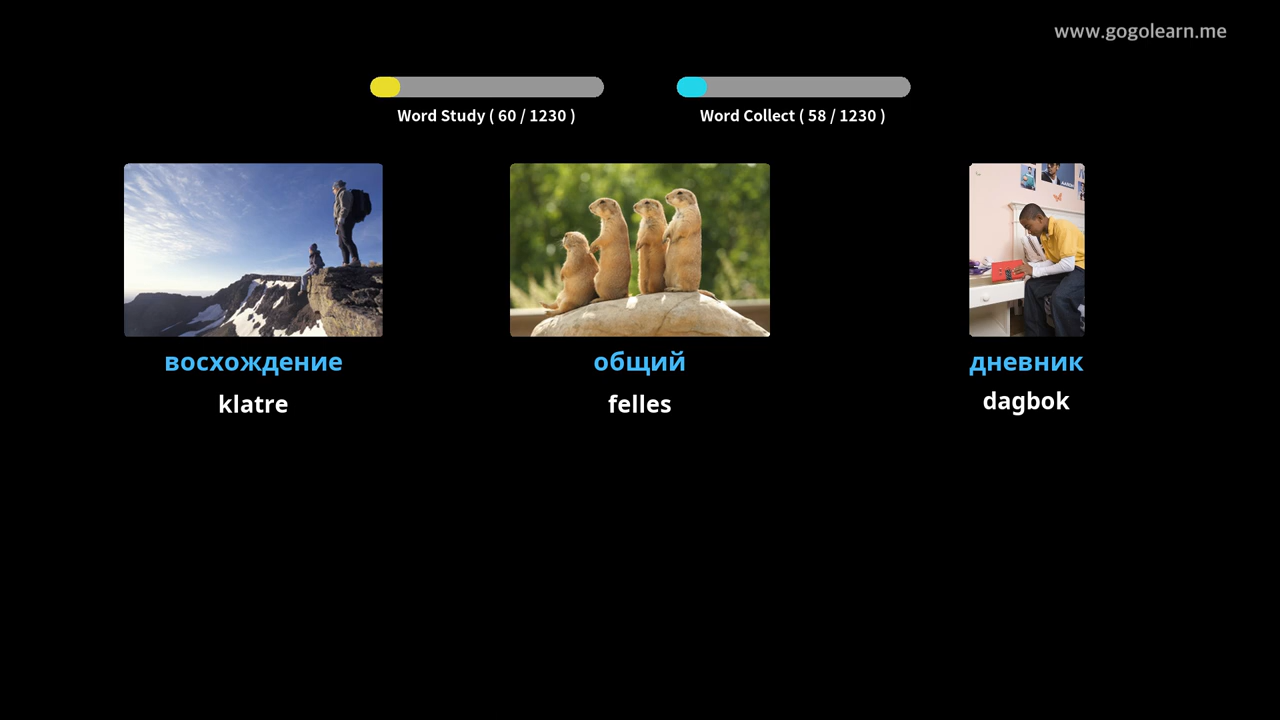 www.gogolearn.me
Word Study ( 60 / 1230 )
Word Collect ( 58 / 1230 )
восхождение
общий
дневник
klatre
felles
dagbok